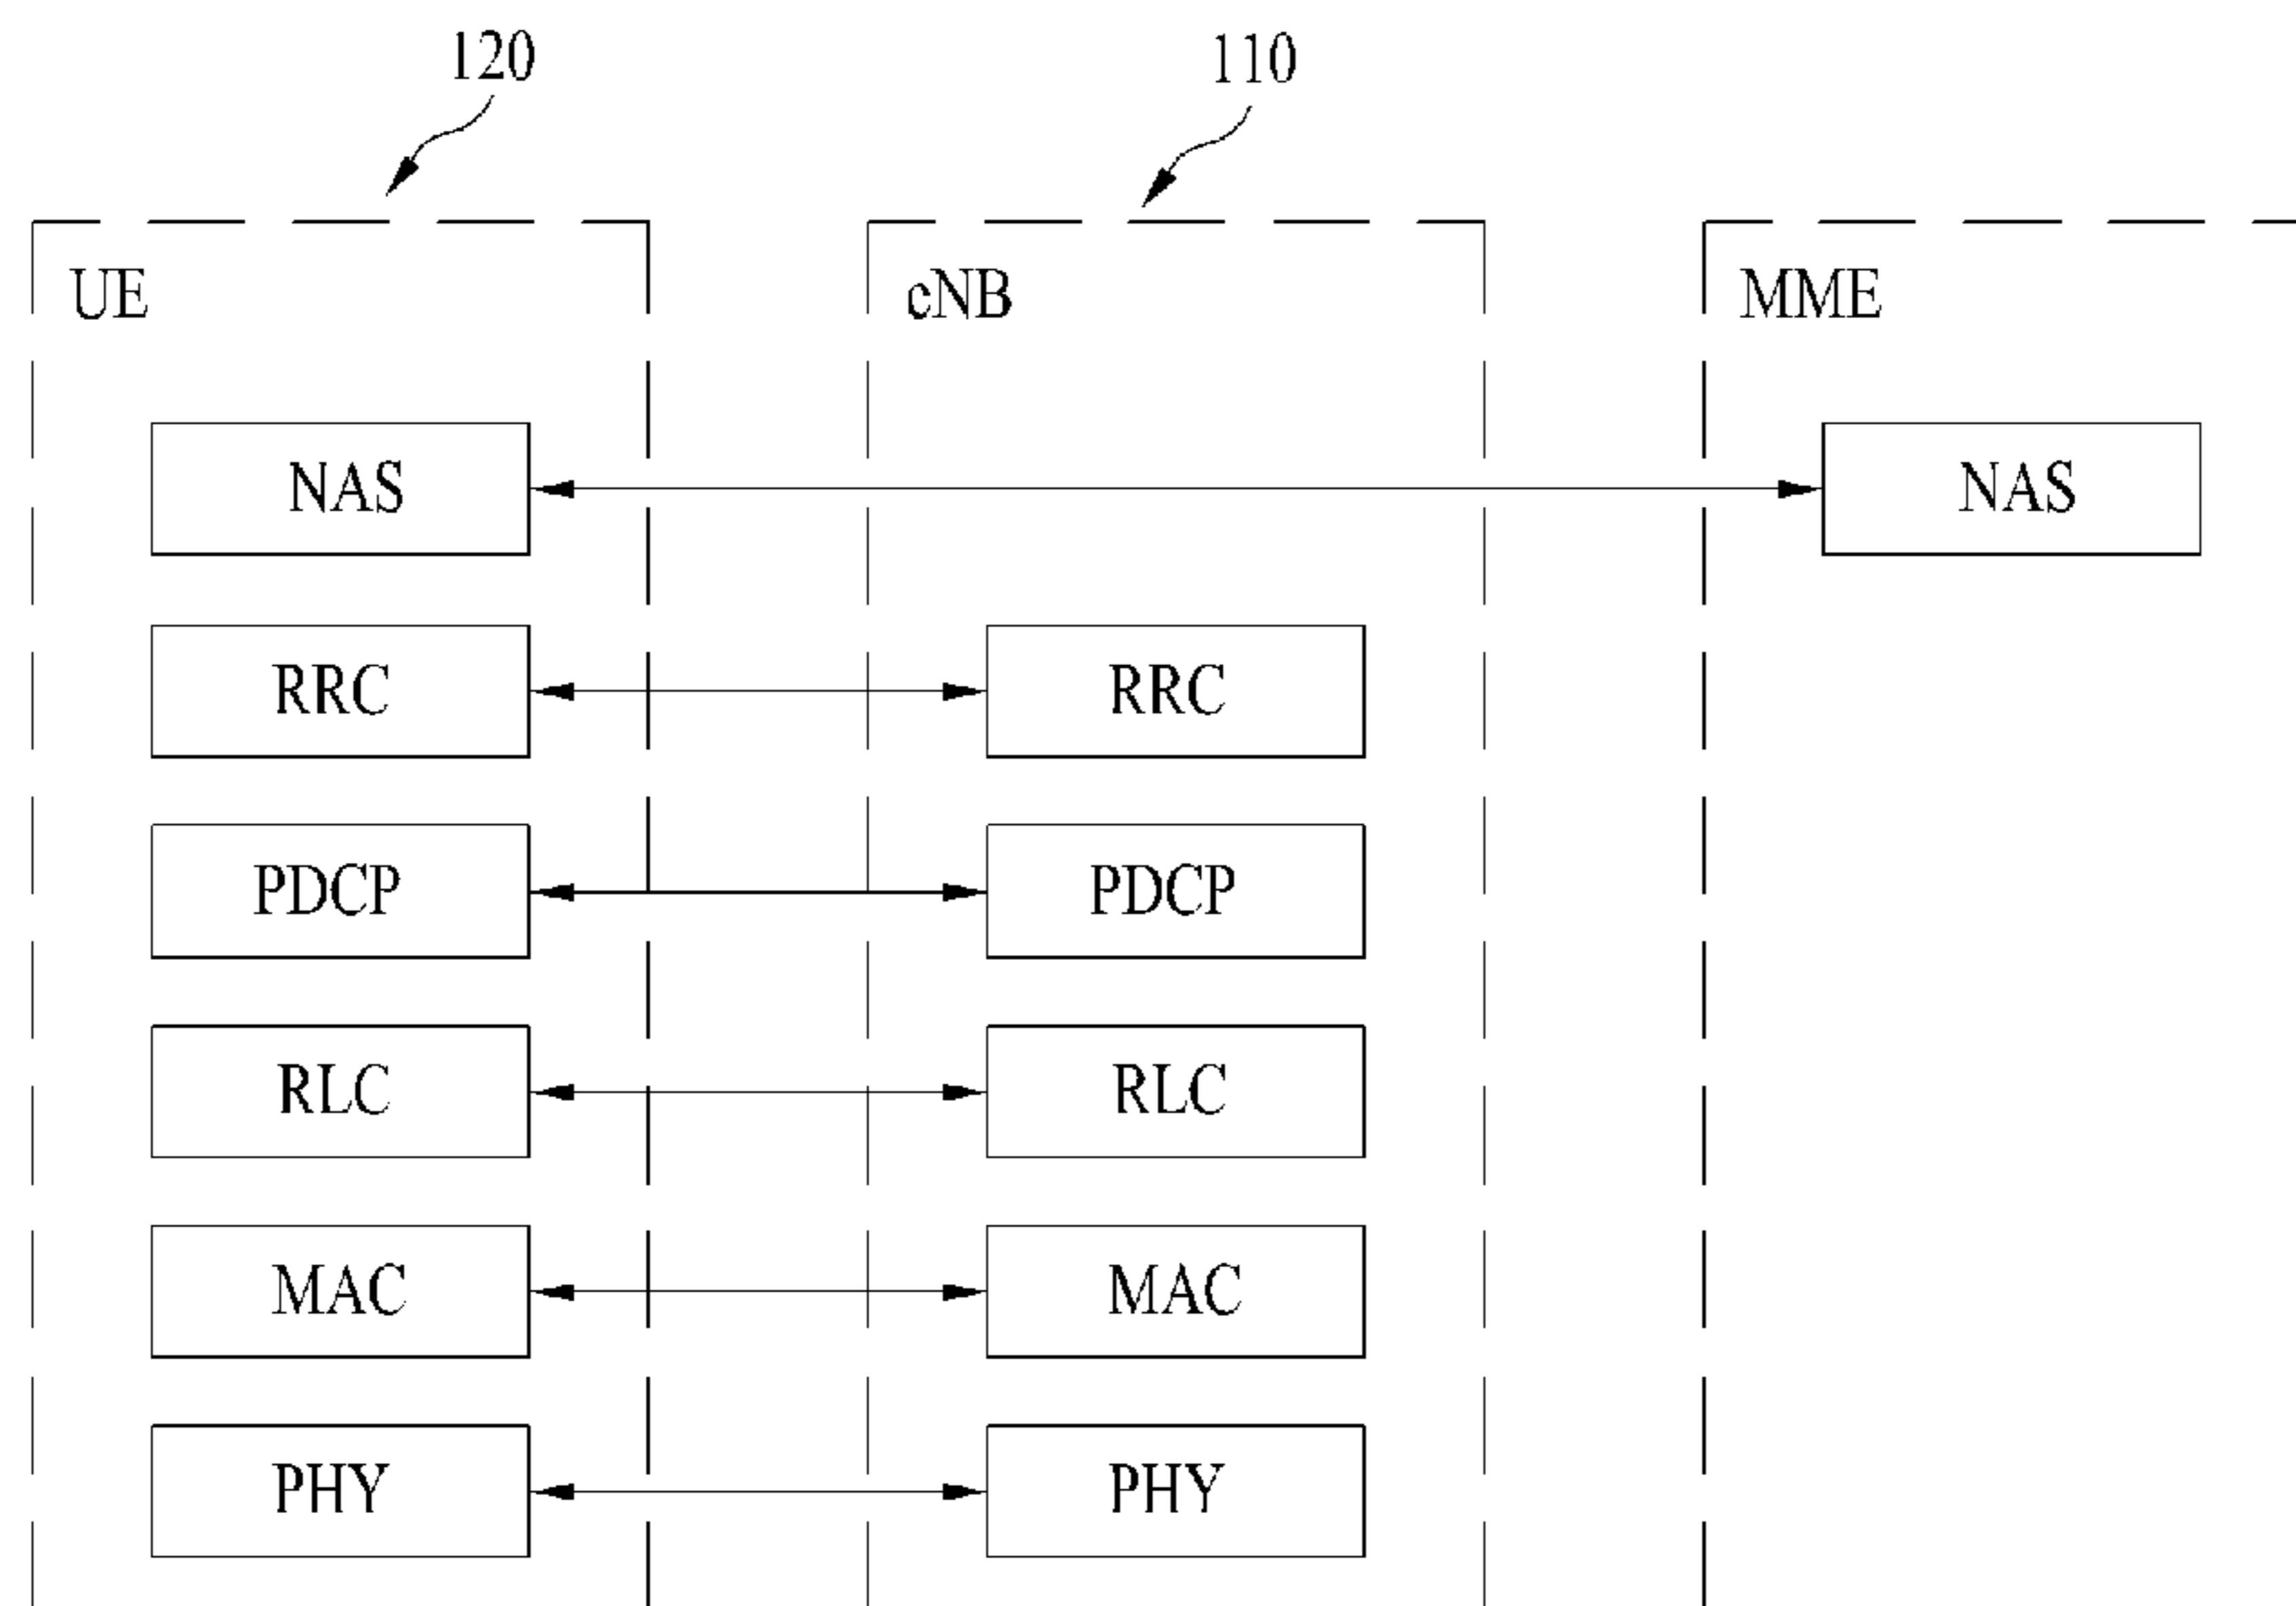 120 110
UE cNB MME
NAS NAS
RRC RRC
PDCP PDCP
RLC RLC
MAC MAC
PHY PHY